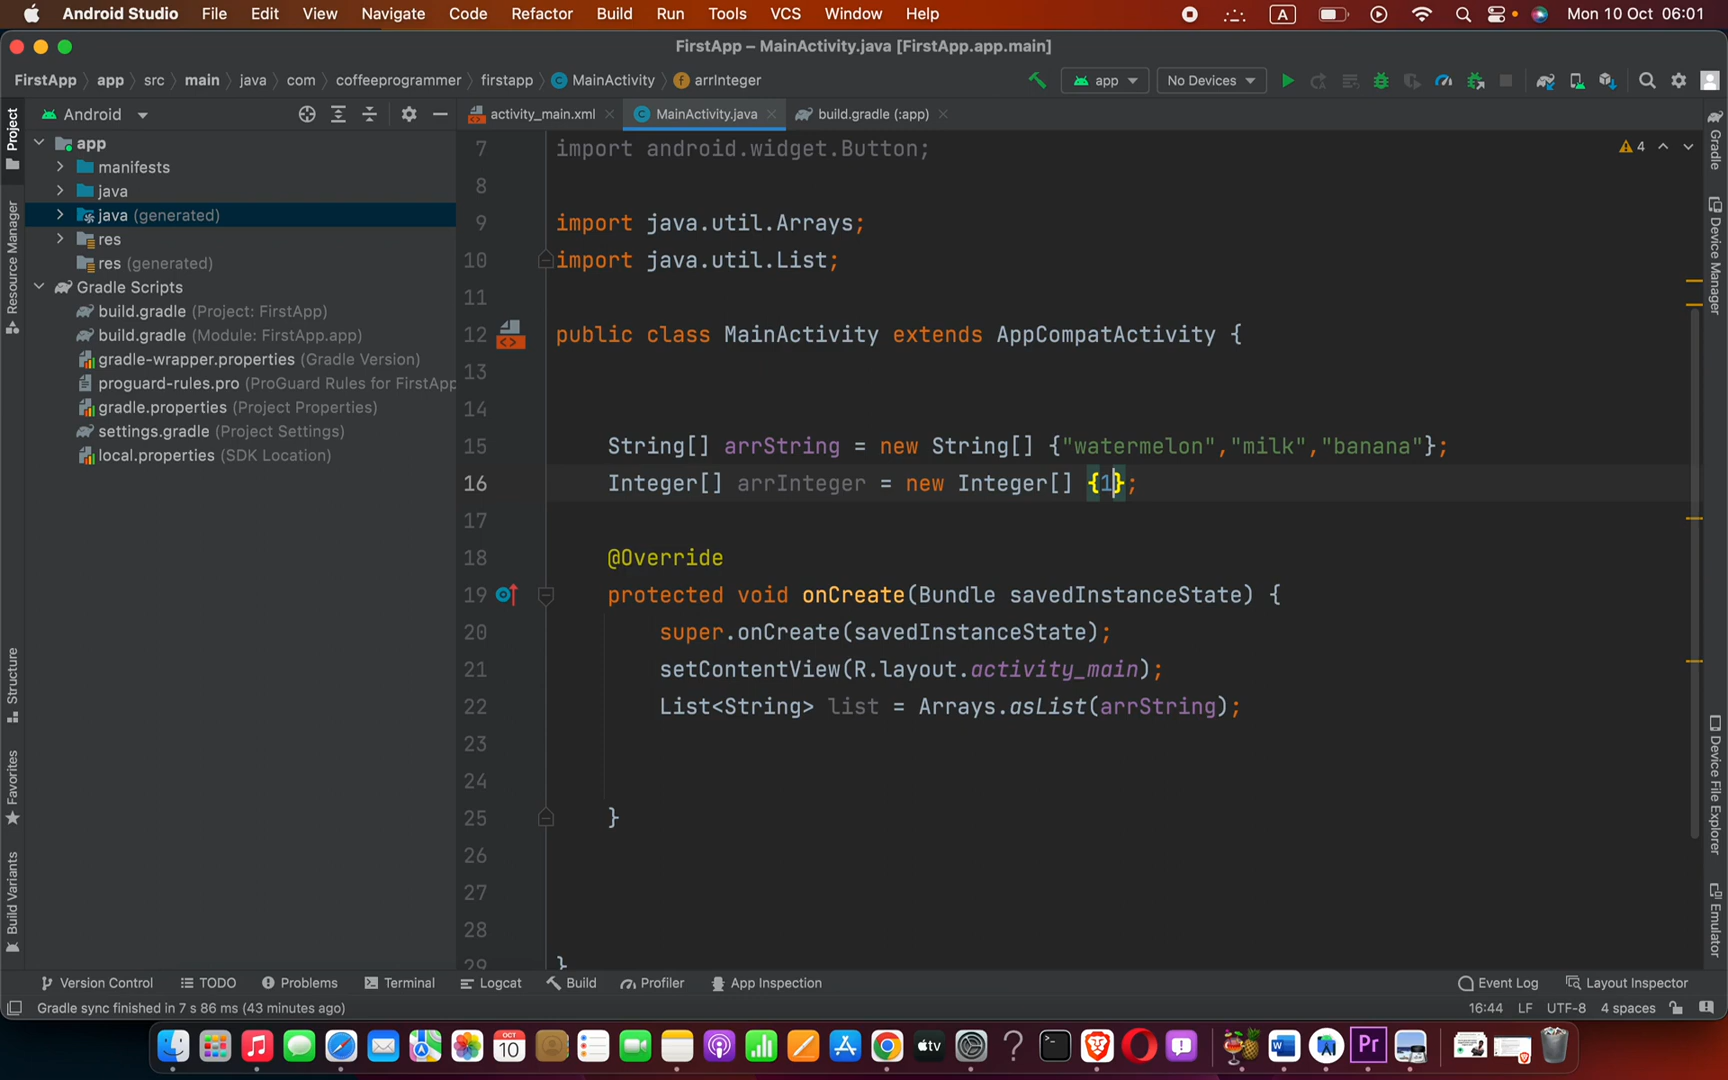 Android Studio File Edit View Navigate Code Refactor Build Run Tools VCS Window Help A Mon 10 Oct 06:01
FirstApp – MainActivity.java [FirstApp.app.main]
FirstApp app src main java com coffeeprogrammer firstapp MainActivity arrInteger app No Devices
Android
activity_main.xml MainActivity.java build.gradle (:app)
app
manifests
java
java (generated)
res
res (generated)
Gradle Scripts
build.gradle (Project: FirstApp)
build.gradle (Module: FirstApp.app)
gradle-wrapper.properties (Gradle Version)
proguard-rules.pro (ProGuard Rules for FirstApp
gradle.properties (Project Properties)
settings.gradle (Project Settings)
local.properties (SDK Location)
4
7 import android.widget.Button;
8
9 import java.util.Arrays;
10 import java.util.List;
11
12 public class MainActivity extends AppCompatActivity {
13
14
15 String[] arrString = new String[] {"watermelon","milk","banana"};
16 Integer[] arrInteger = new Integer[] {1};
17
18 @Override
19 protected void onCreate(Bundle savedInstanceState) {
20 super.onCreate(savedInstanceState);
21 setContentView(R.layout.activity_main);
22 List<String> list = Arrays.asList(arrString);
23
24
25 }
26
27
28
29 }
Project
Resource Manager
Structure
Favorites
Build Variants
Gradle
Device Manager
Device File Explorer
Emulator
Version Control TODO Problems Terminal Logcat Build Profiler App Inspection Event Log Layout Inspector
Gradle sync finished in 7 s 86 ms (43 minutes ago) 16:44 LF UTF-8 4 spaces
OCT
10
tv
Pr